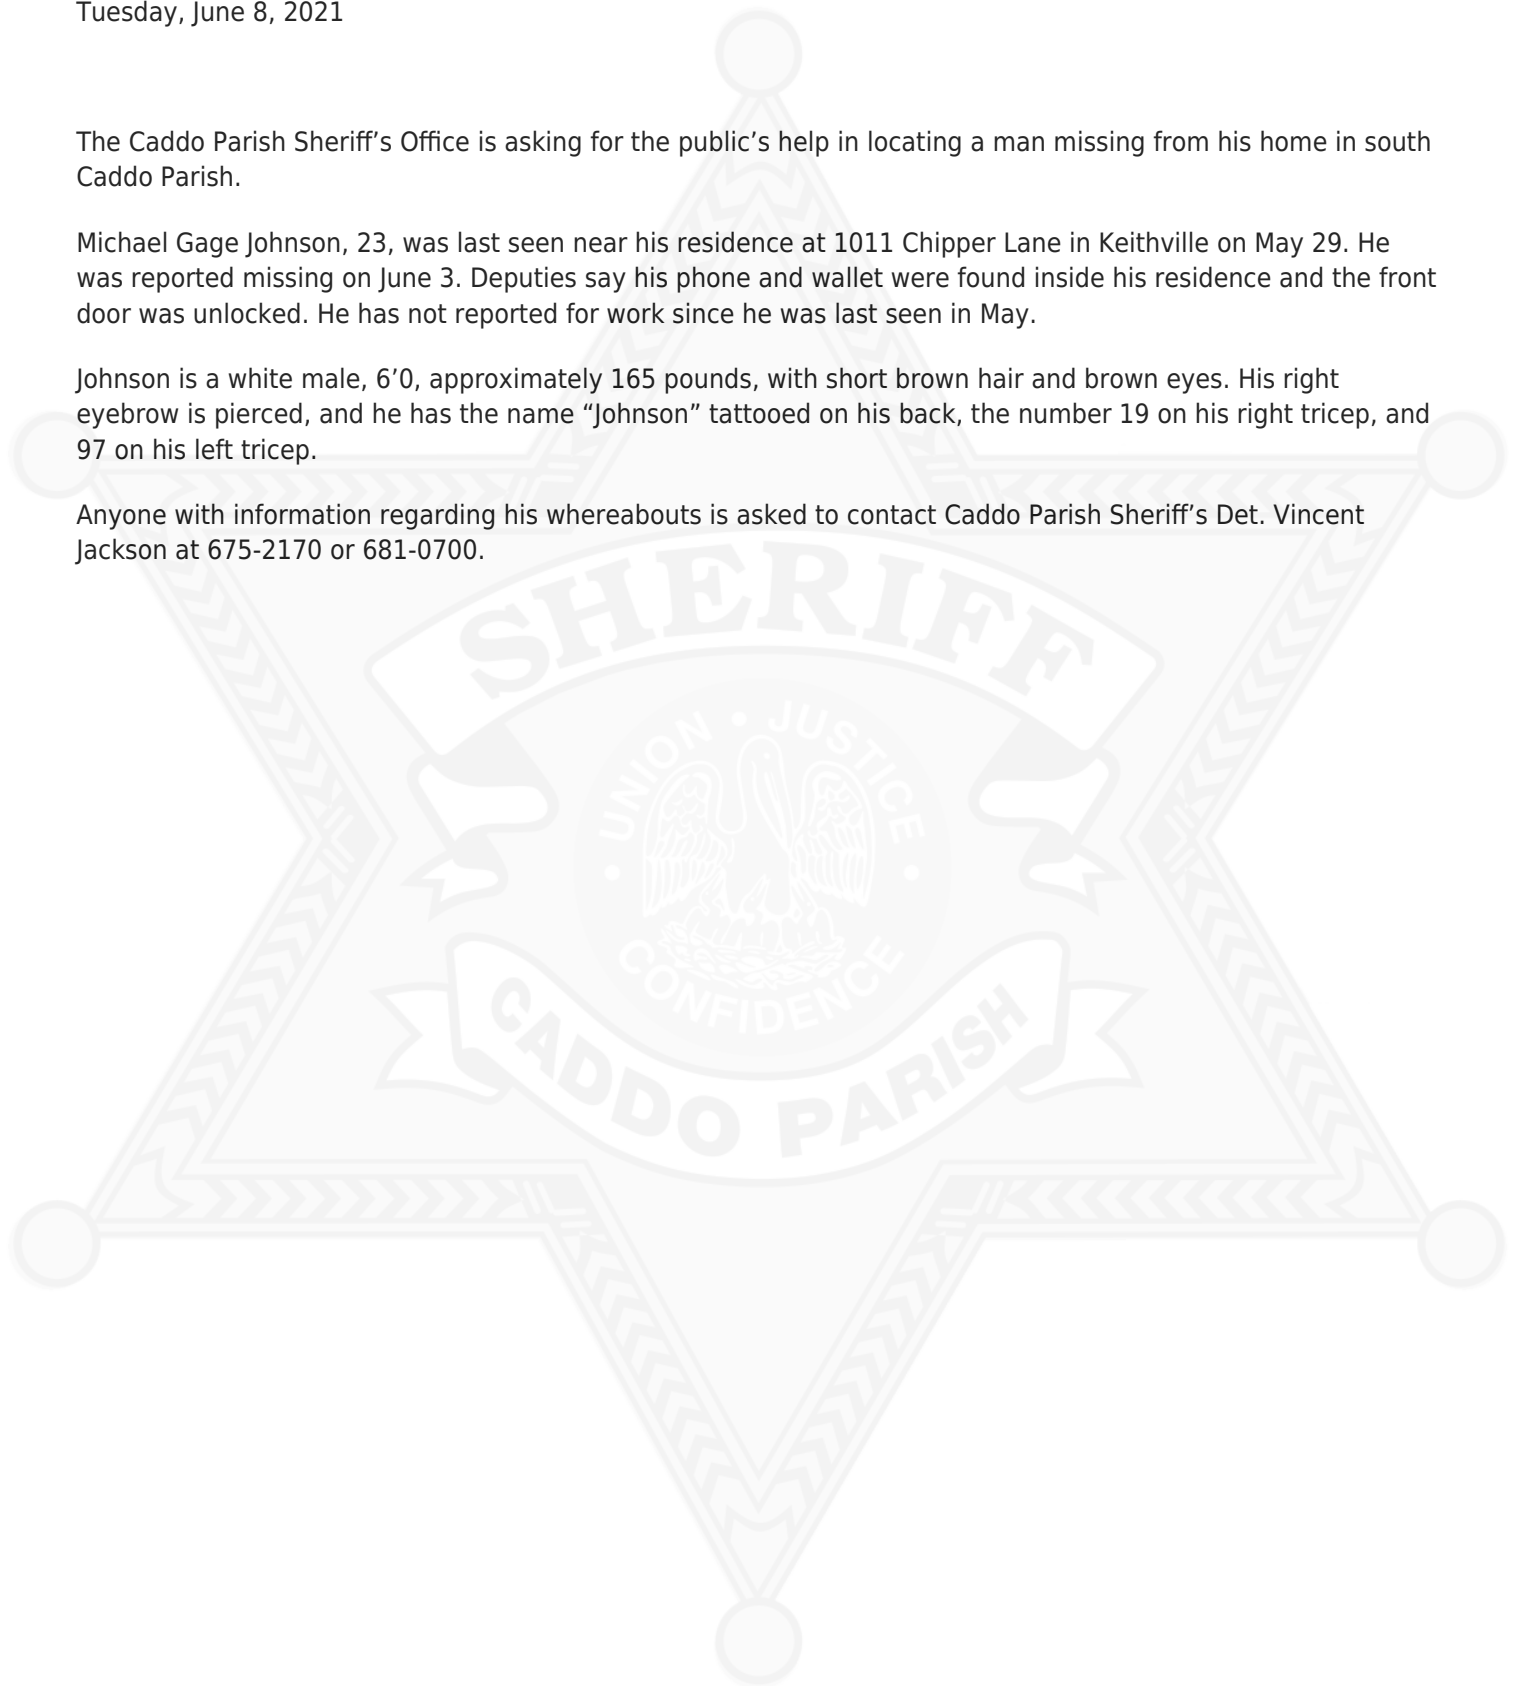 Tuesday, June 8, 2021
The Caddo Parish Sheriff’s Office is asking for the public’s help in locating a man missing from his home in south
Caddo Parish.
Michael Gage Johnson, 23, was last seen near his residence at 1011 Chipper Lane in Keithville on May 29. He
was reported missing on June 3. Deputies say his phone and wallet were found inside his residence and the front
door was unlocked. He has not reported for work since he was last seen in May.
Johnson is a white male, 6’0, approximately 165 pounds, with short brown hair and brown eyes. His right
eyebrow is pierced, and he has the name “Johnson” tattooed on his back, the number 19 on his right tricep, and
97 on his left tricep.
Anyone with information regarding his whereabouts is asked to contact Caddo Parish Sheriff’s Det. Vincent
Jackson at 675-2170 or 681-0700.
SHERIFF
UNION • JUSTICE
• CONFIDENCE •
CADDO PARISH